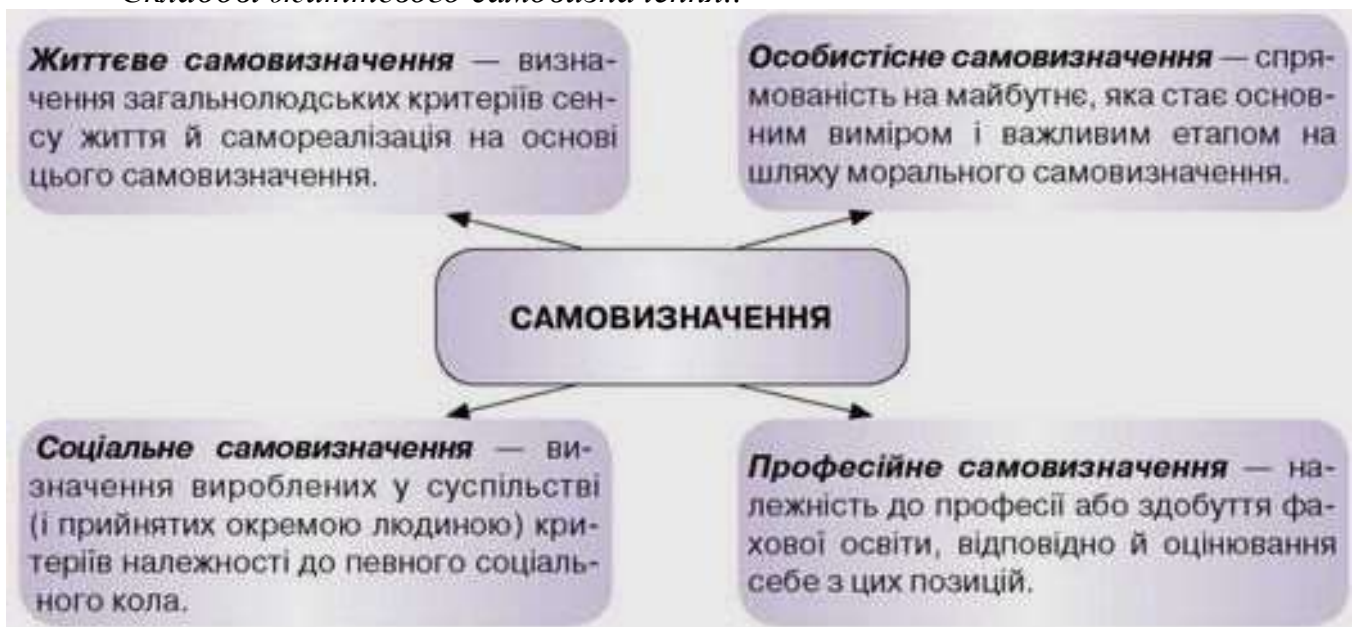 Складові життєвого самовизначення..
Життєве самовизначення — визна-
чення загальнолюдських критеріїв сен-
су життя й самореалізація на основі
цього самовизначення.
Особистісне самовизначення — спря-
мованість на майбутнє, яка стає основ-
ним виміром і важливим етапом на
шляху морального самовизначення.
САМОВИЗНАЧЕННЯ
Соціальне самовизначення — ви-
значення вироблених у суспільстві
(і прийнятих окремою людиною) кри-
теріїв належності до певного соціаль-
ного кола.
Професійне самовизначення — на-
лежність до професії або здобуття фа-
хової освіти, відповідно й оцінювання
себе з цих позицій.